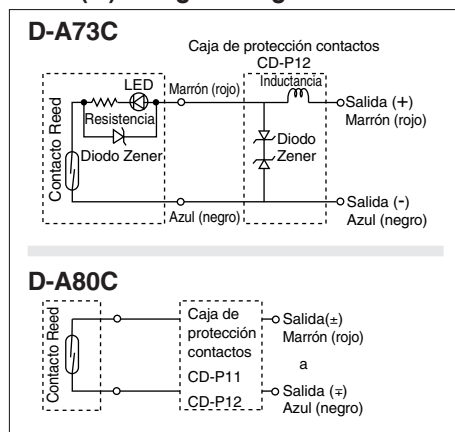 D-A73C
Caja de protección contactos
CD-P12
LED
Marrón (rojo)
Inductancia
Salida (+)
Marrón (rojo)
Resistencia
Contacto Reed
Diodo Zener
Diodo
Zener
Azul (negro)
Salida (-)
Azul (negro)
D-A80C
Contacto Reed
Caja de
protección
contactos
CD-P11
CD-P12
Salida(±)
Marrón (rojo)
a
Salida (∓)
Azul (negro)